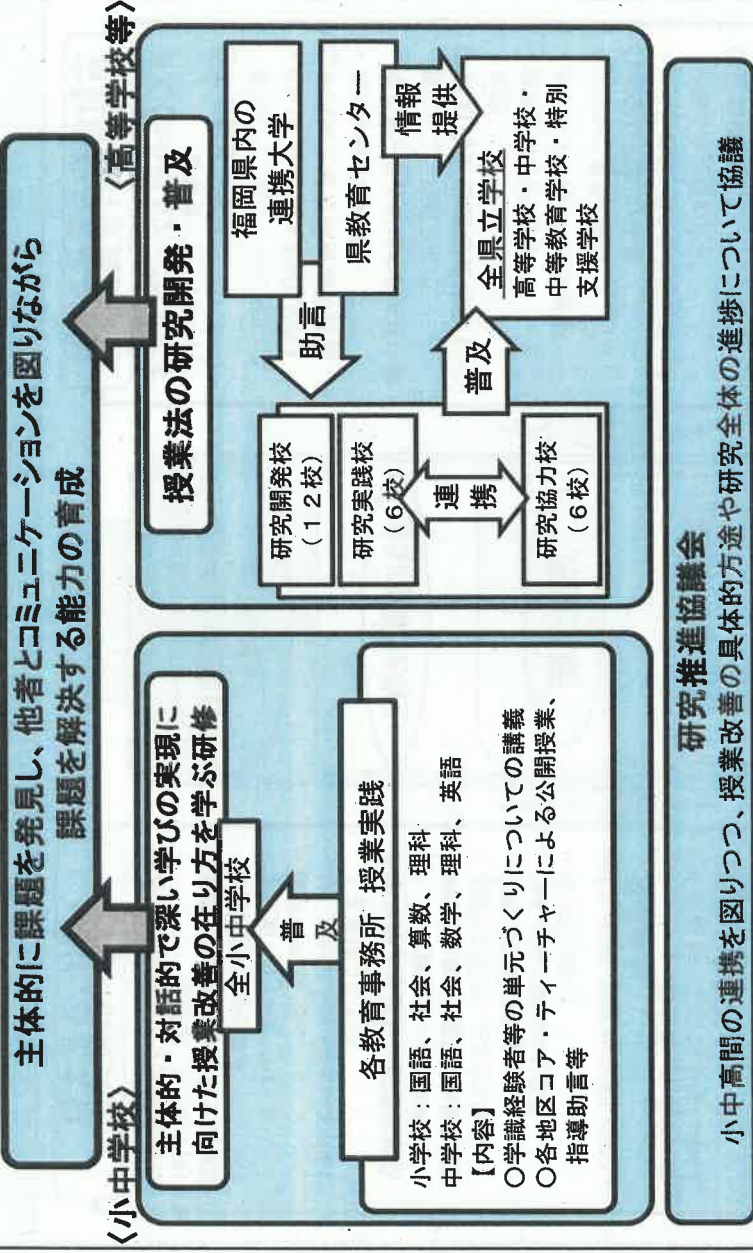 主体的に課題を発見し、他者とコミュニケーションを図りながら
課題を解決する能力の育成
〈小中学校〉
主体的・対話的で深い学びの実現に
向けた授業改善の在り方を学ぶ研修
全小中学校
普
及
各教育事務所 授業実践
小学校：国語、社会、算数、理科
中学校：国語、社会、数学、理科、英語
【内容】
○学識経験者等の単元づくりについての講義
○各地区コア・ティーチャーによる公開授業、
指導助言等
〈高等学校等〉
授業法の研究開発・普及
研究開発校
（１２校）
研究実践校
（６校）
連
携
研究協力校
（６校）
助言
福岡県内の
連携大学
県教育センター
情報
提供
普及
全県立学校
高等学校・中学校・
中等教育学校・特別
支援学校
研究推進協議会
小中高間の連携を図りつつ、授業改善の具体的方途や研究全体の進捗について協議